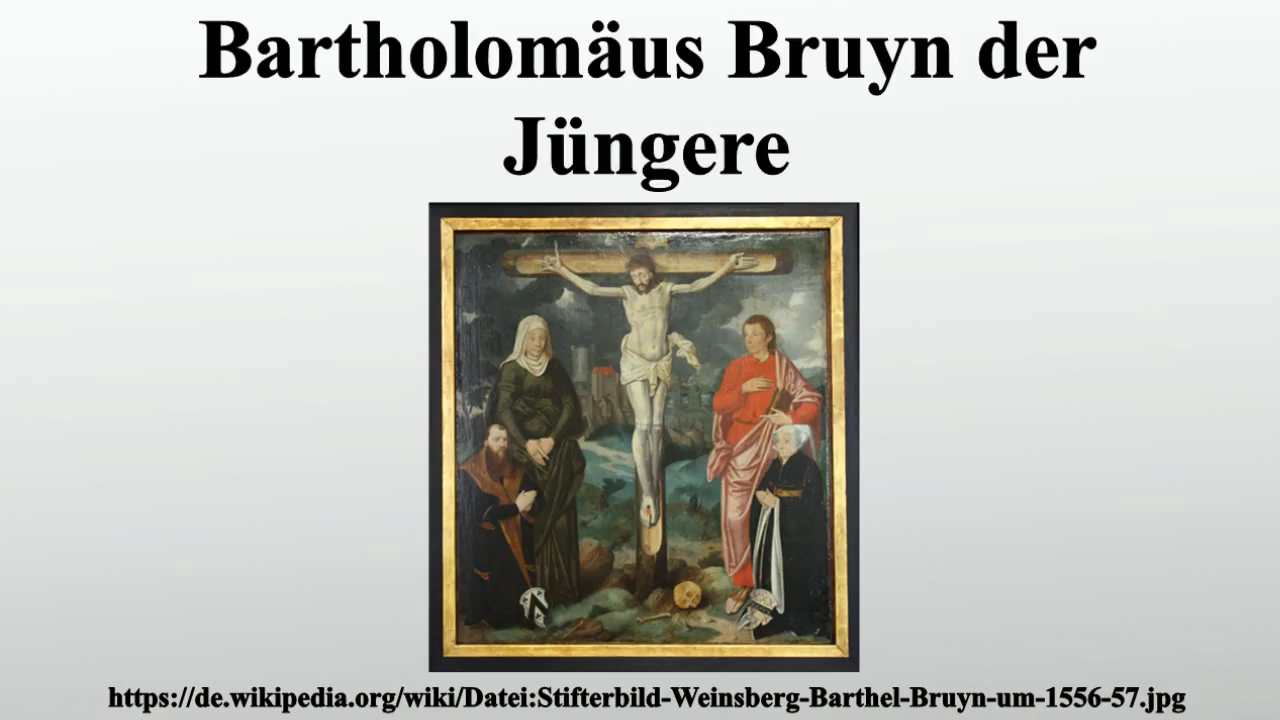 Bartholomäus Bruyn der
Jüngere
https://de.wikipedia.org/wiki/Datei:Stifterbild-Weinsberg-Barthel-Bruyn-um-1556-57.jpg